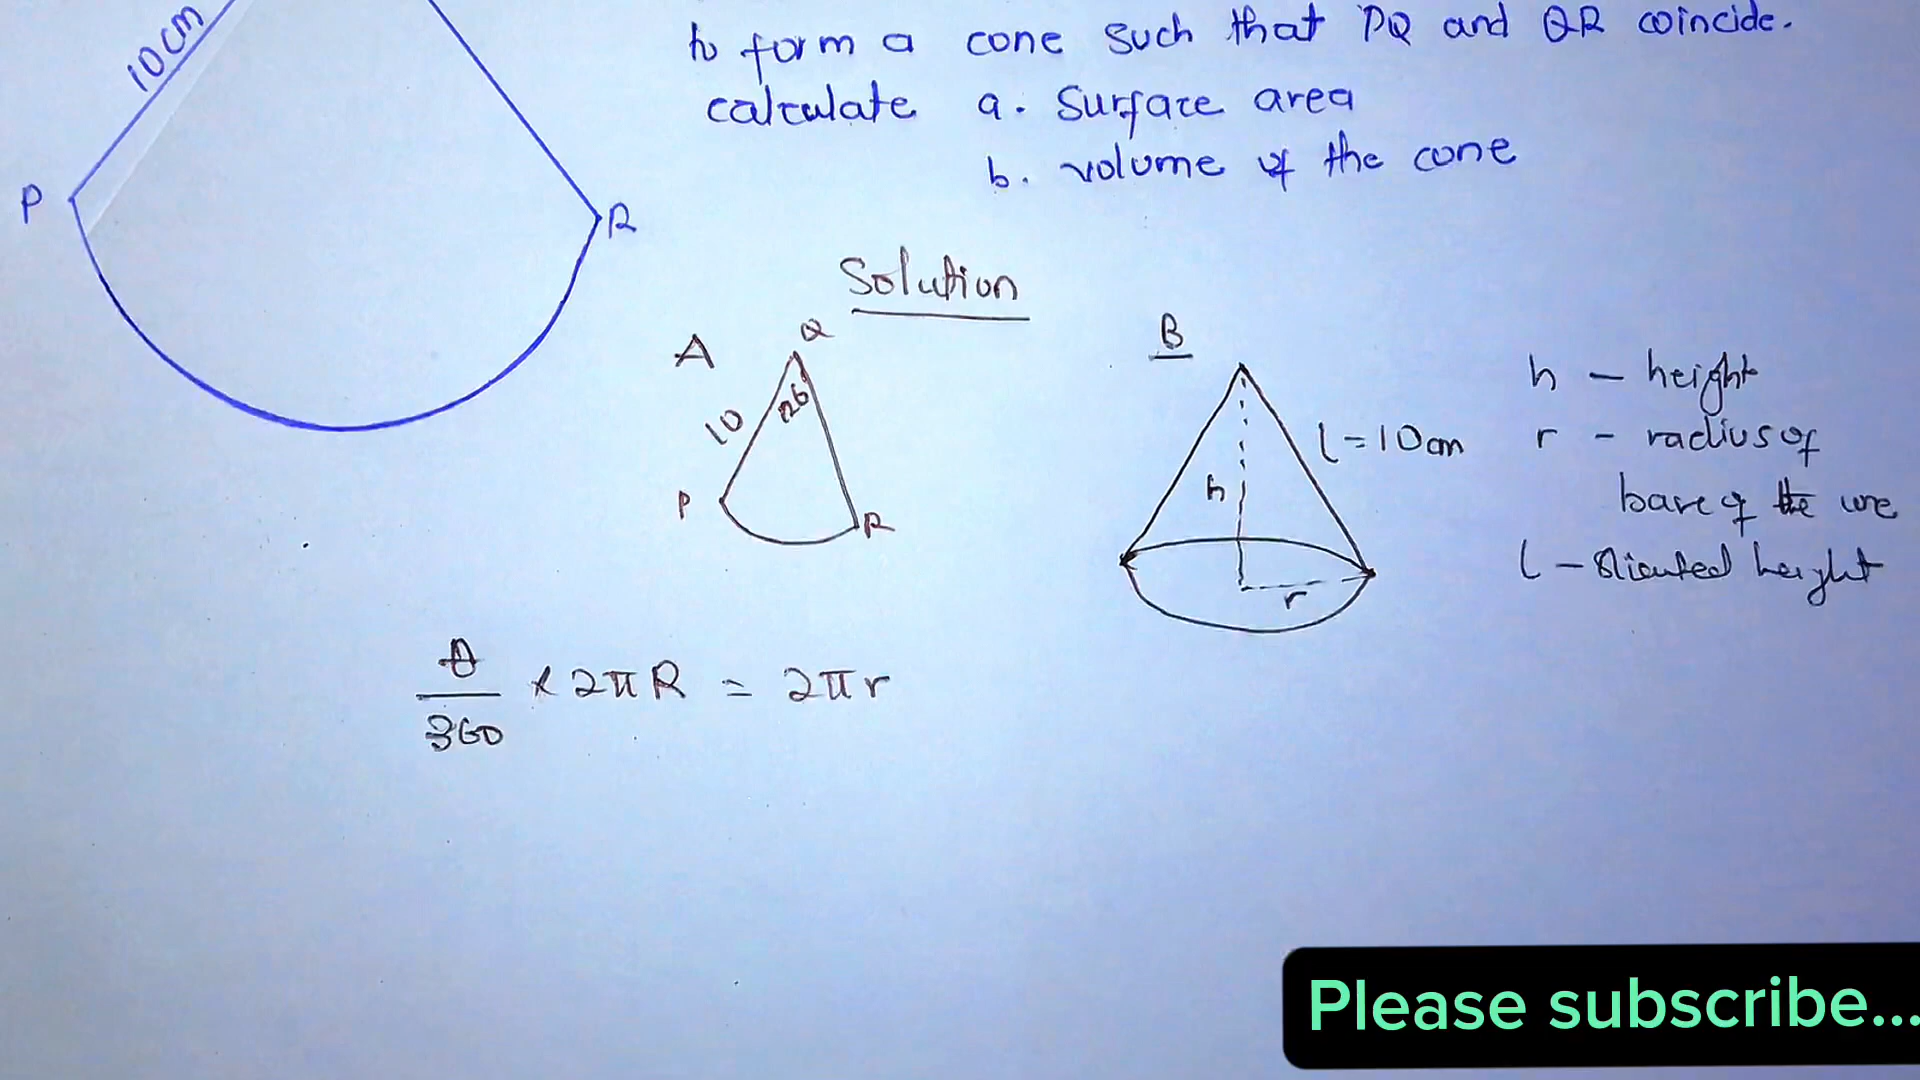 10cm
to form a cone such that PQ and QR coincide.
calculate a. Surface area
b. volume of the cone
P
R
Solution
A
Q
B
10
126
P
R
h
l=10cm
r
h – height
r – radius of
base of the cone
l – slanted height
θ/360 × 2πR = 2πr
Please subscribe...